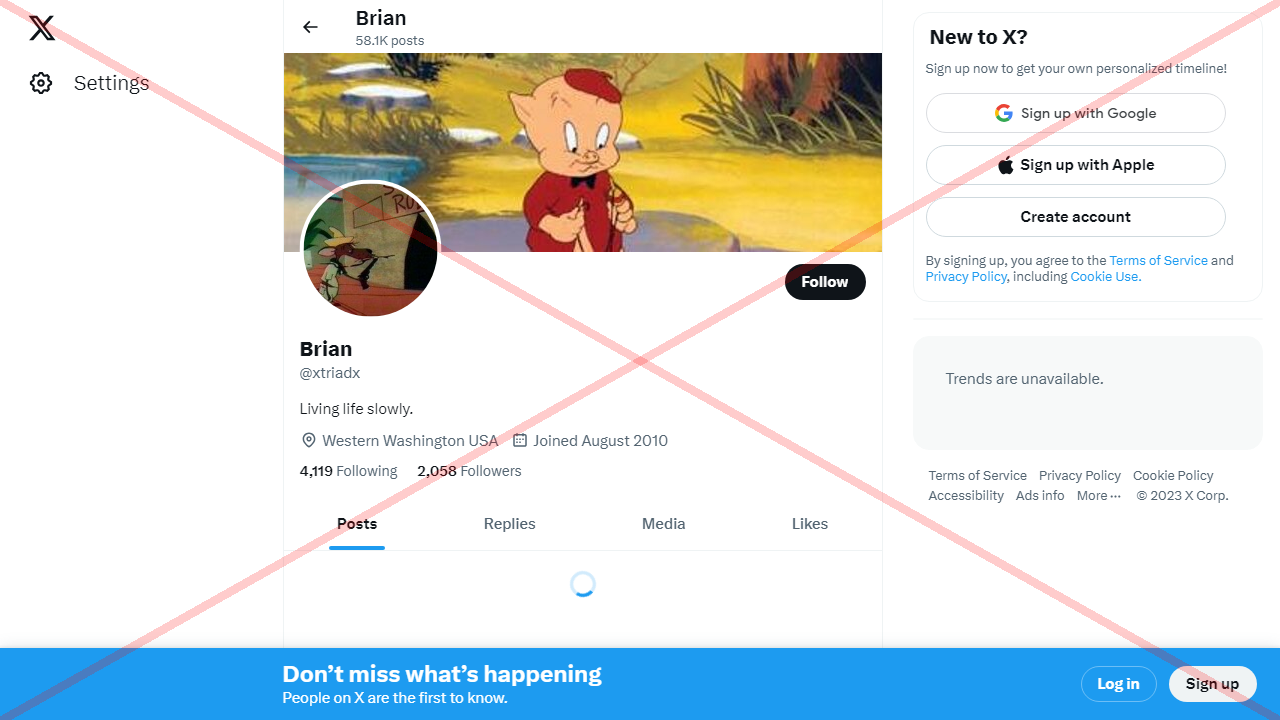 Settings
Brian
58.1K posts
Follow
Brian
@xtriadx
Living life slowly.
Western Washington USA Joined August 2010
4,119 Following 2,058 Followers
Posts Replies Media Likes
New to X?
Sign up now to get your own personalized timeline!
Sign up with Google
Sign up with Apple
Create account
By signing up, you agree to the Terms of Service and
Privacy Policy, including Cookie Use.
Trends are unavailable.
Terms of Service Privacy Policy Cookie Policy
Accessibility Ads info More ··· © 2023 X Corp.
Don’t miss what’s happening
People on X are the first to know.
Log in Sign up